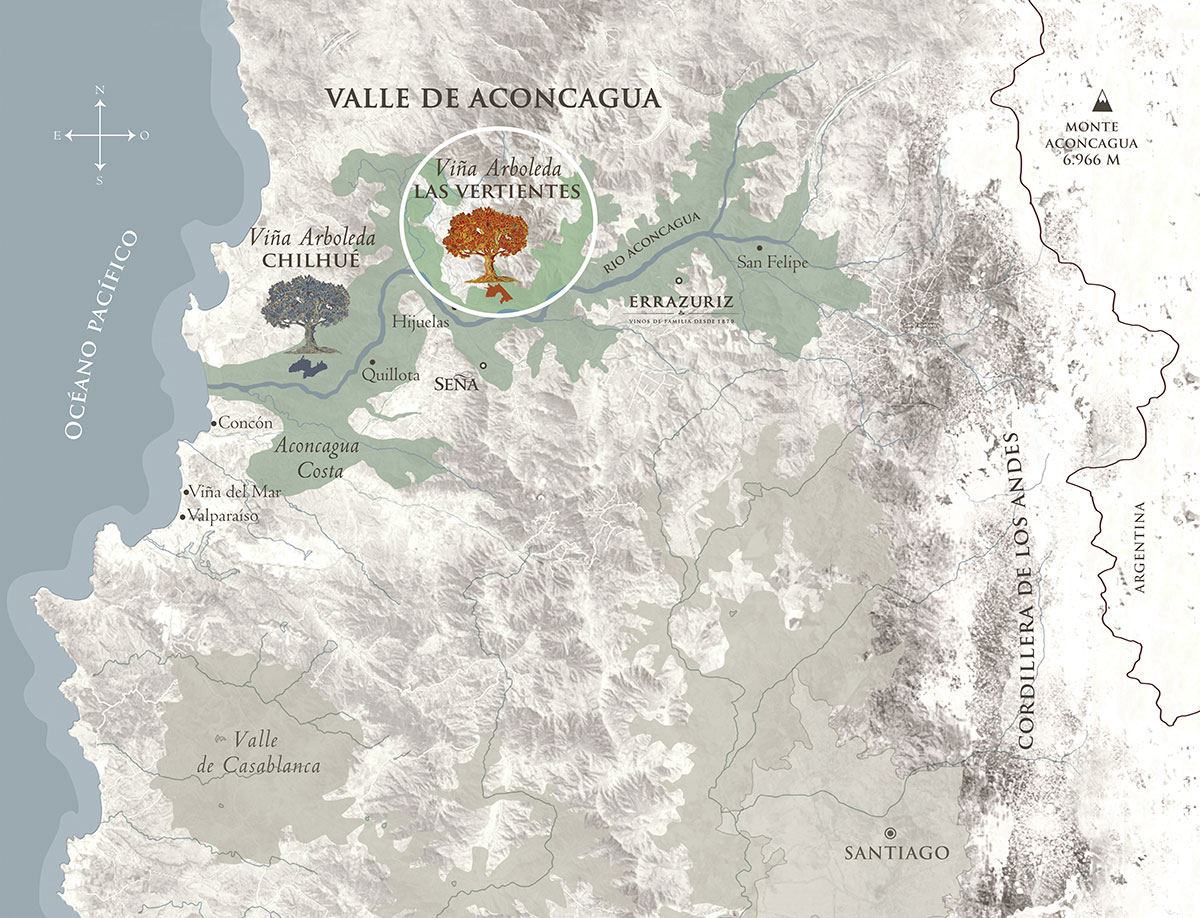 VALLE DE ACONCAGUA
N
E
O
S
MONTE
ACONCAGUA
6.966 M
Viña Arboleda
LAS VERTIENTES
Viña Arboleda
CHILHUÉ
OCÉANO PACÍFICO
RIO ACONCAGUA
San Felipe
ERRAZURIZ
VINOS DE FAMILIA DESDE 1870
Hijuelas
Quillota
SEÑA
Concón
Aconcagua
Costa
Viña del Mar
Valparaíso
CORDILLERA DE LOS ANDES
ARGENTINA
Valle
de Casablanca
SANTIAGO